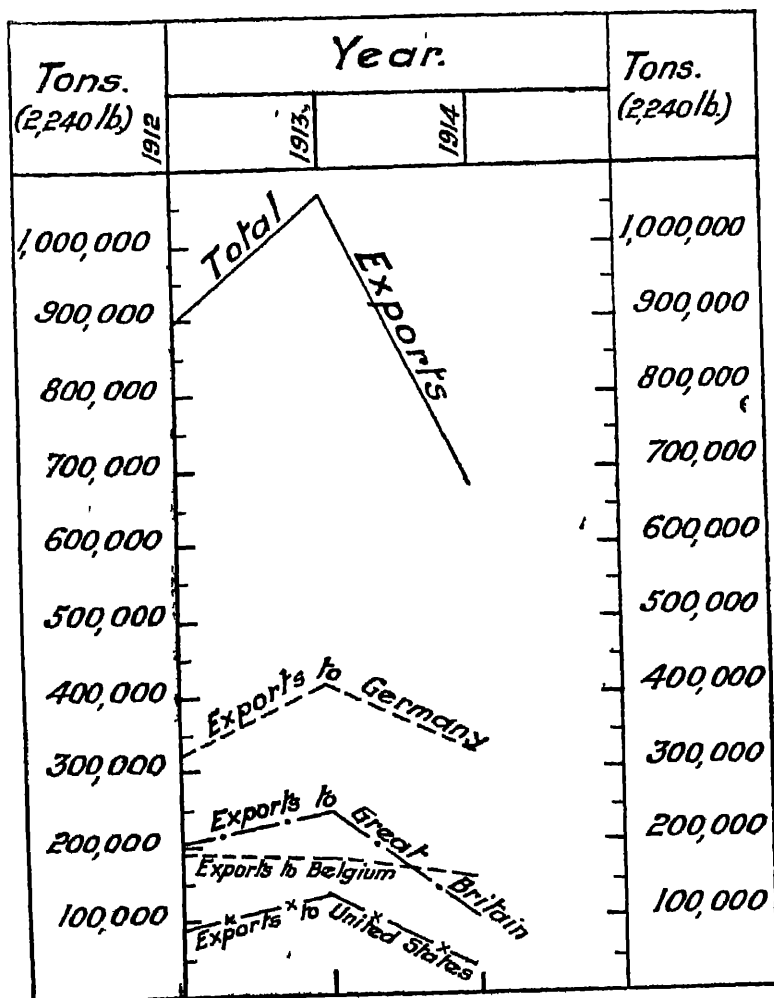 Tons.
(2,240 lb.)
Year.
Tons.
(2,240 lb.)
1912
1913
1914
1,000,000
900,000
800,000
700,000
600,000
500,000
400,000
300,000
200,000
100,000
Total Exports
Exports to Germany
Exports to Great Britain
Exports to Belgium
Exports to United States
1,000,000
900,000
800,000
700,000
600,000
500,000
400,000
300,000
200,000
100,000